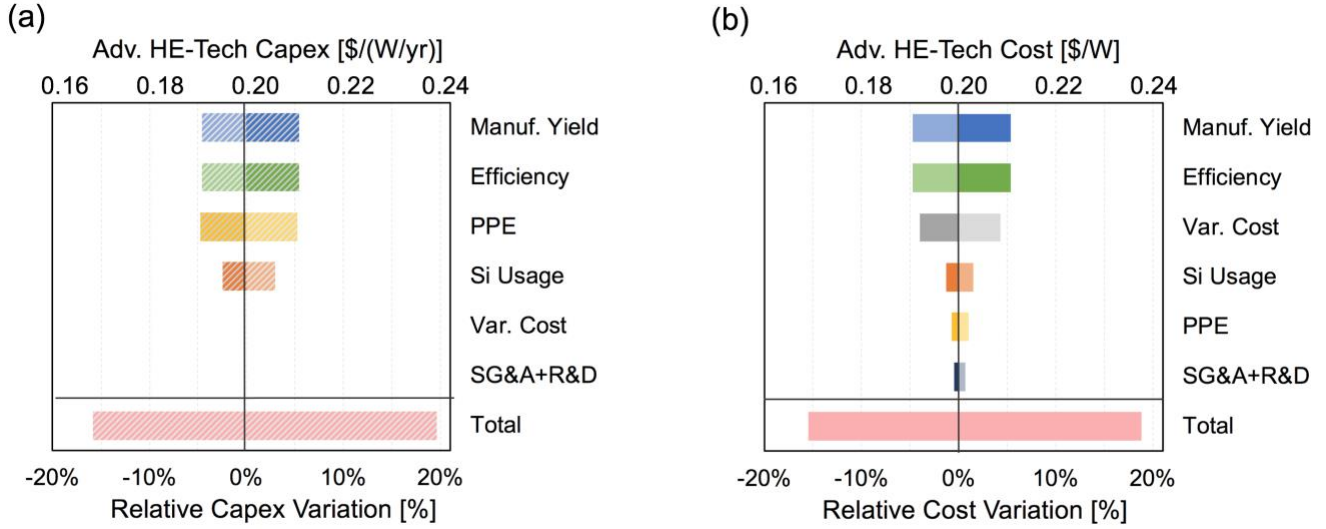 (a)
Adv. HE-Tech Capex [$/(W/yr)]
0.16 0.18 0.20 0.22 0.24
Manuf. Yield
Efficiency
PPE
Si Usage
Var. Cost
SG&A+R&D
Total
-20% -10% 0% 10% 20%
Relative Capex Variation [%]
(b)
Adv. HE-Tech Cost [$/W]
0.16 0.18 0.20 0.22 0.24
Manuf. Yield
Efficiency
Var. Cost
Si Usage
PPE
SG&A+R&D
Total
-20% -10% 0% 10% 20%
Relative Cost Variation [%]